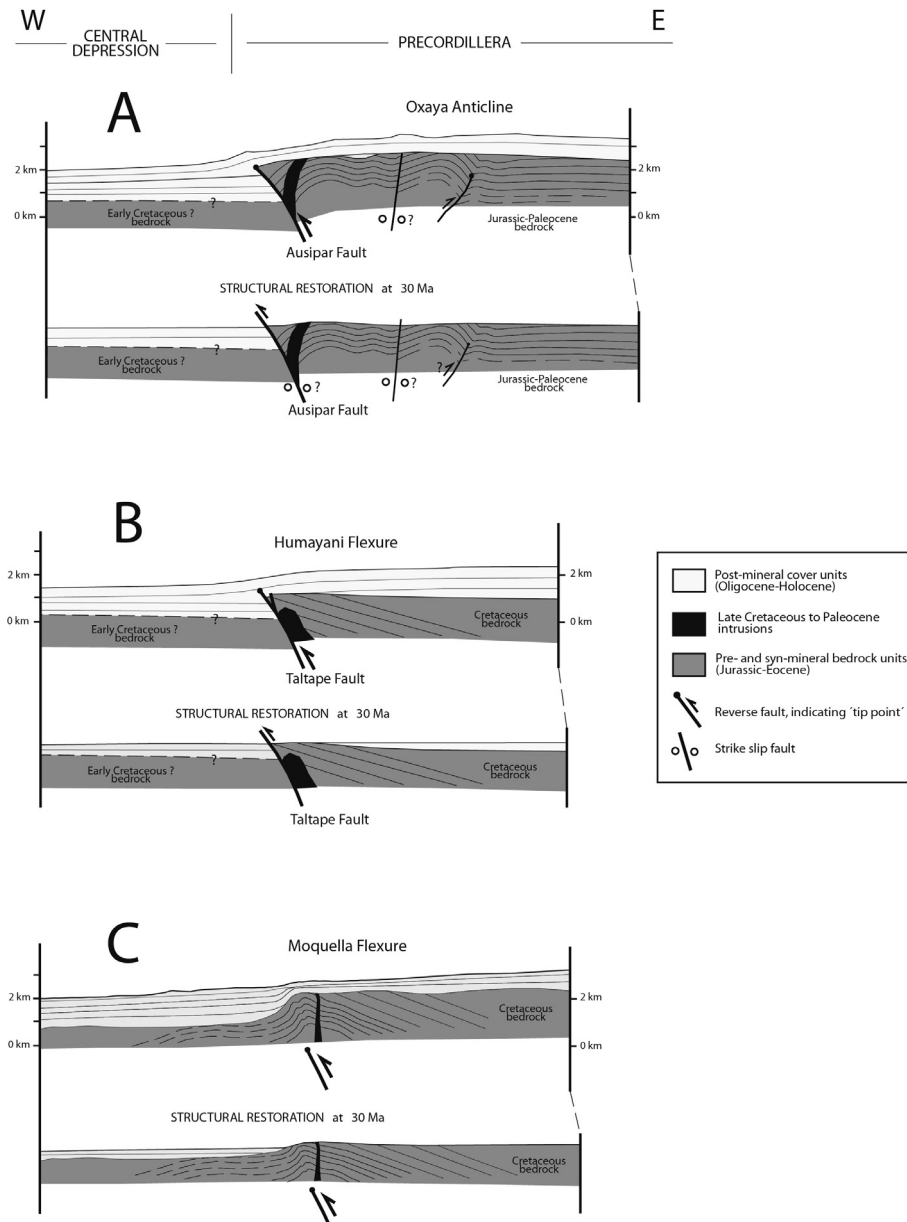 W
E
CENTRAL
DEPRESSION
PRECORDILLERA
A
Oxaya Anticline
2 km
2 km
?
0 km
0 km
Early Cretaceous ?
bedrock
?
Jurassic-Paleocene
bedrock
Ausipar Fault
STRUCTURAL RESTORATION at 30 Ma
?
Early Cretaceous ?
bedrock
?
?
?
Jurassic-Paleocene
bedrock
Ausipar Fault
B
Humayani Flexure
2 km
2 km
?
0 km
0 km
Early Cretaceous ?
bedrock
Cretaceous
bedrock
Taltape Fault
STRUCTURAL RESTORATION at 30 Ma
?
Early Cretaceous ?
bedrock
Cretaceous
bedrock
Taltape Fault
Post-mineral cover units
(Oligocene-Holocene)
Late Cretaceous to Paleocene
intrusions
Pre- and syn-mineral bedrock units
(Jurassic-Eocene)
Reverse fault, indicating ´tip point´
Strike slip fault
C
Moquella Flexure
2 km
2 km
Cretaceous
bedrock
0 km
0 km
STRUCTURAL RESTORATION at 30 Ma
Cretaceous
bedrock